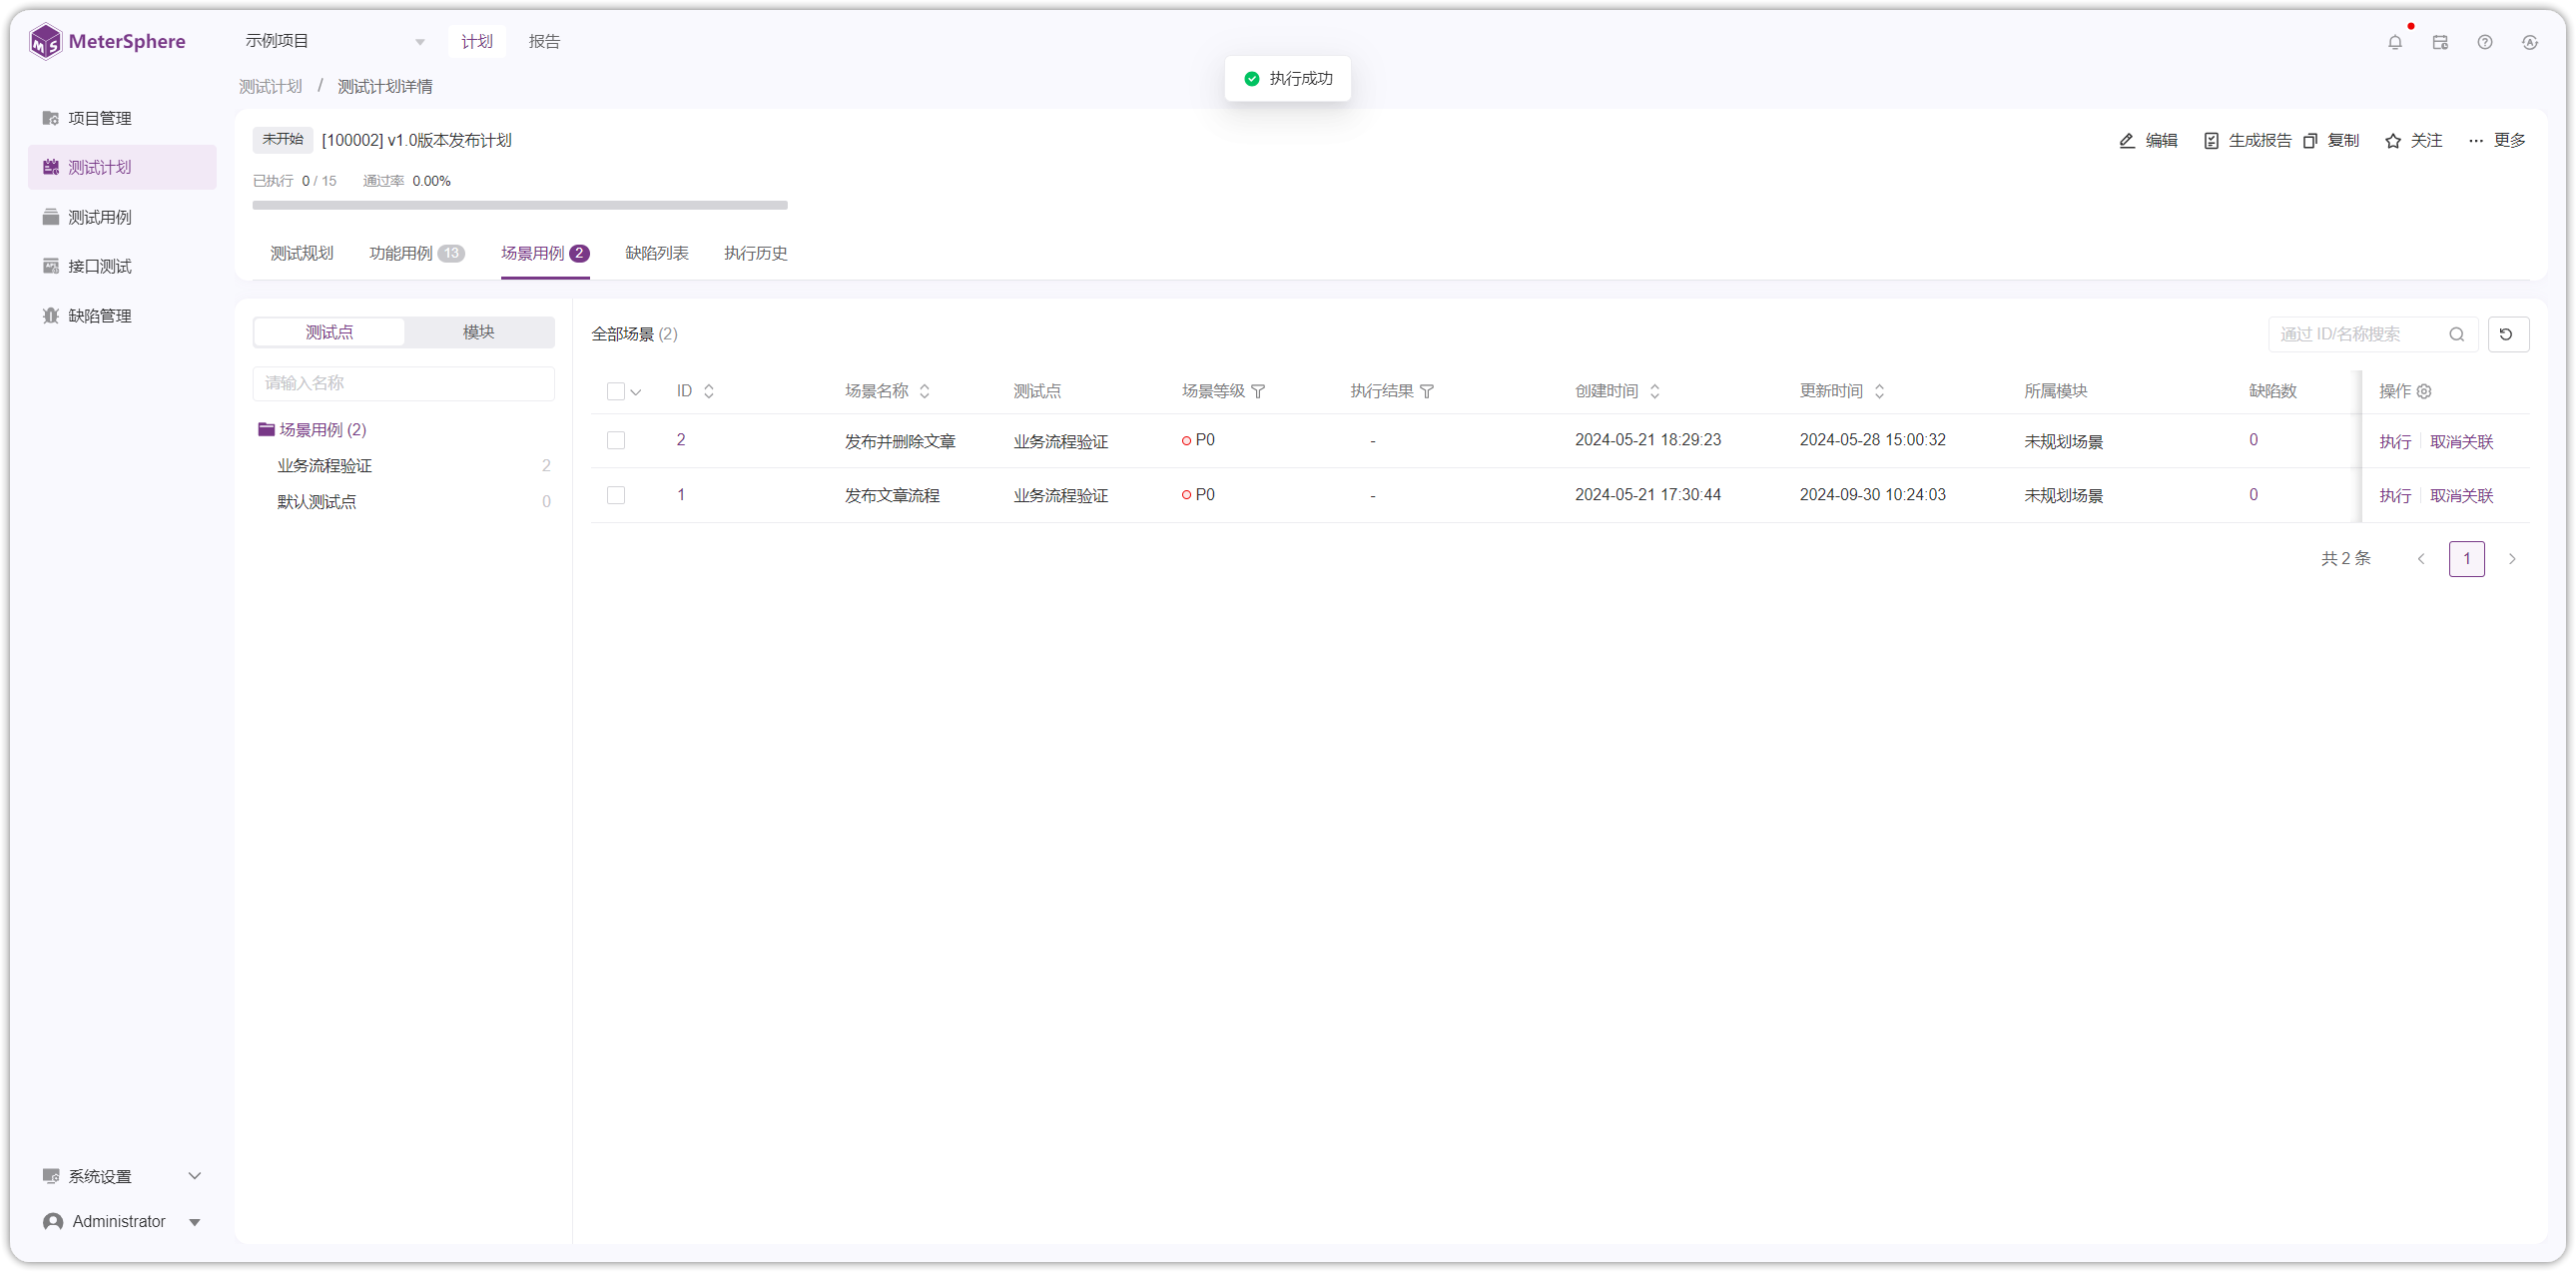 MeterSphere
示例项目
计划
报告
执行成功
测试计划 / 测试计划详情
项目管理
测试计划
测试用例
接口测试
缺陷管理
未开始 [100002] v1.0版本发布计划
编辑 生成报告 复制 关注 更多
已执行 0 / 15 通过率 0.00%
测试规划 功能用例 13 场景用例 2 缺陷列表 执行历史
测试点 模块
请输入名称
场景用例 (2)
业务流程验证 2
默认测试点 0
全部场景 (2)
通过 ID/名称搜索
ID 场景名称 测试点 场景等级 执行结果 创建时间 更新时间 所属模块 缺陷数 操作
2 发布并删除文章 业务流程验证 P0 - 2024-05-21 18:29:23 2024-05-28 15:00:32 未规划场景 0 执行 取消关联
1 发布文章流程 业务流程验证 P0 - 2024-05-21 17:30:44 2024-09-30 10:24:03 未规划场景 0 执行 取消关联
共 2 条 1
系统设置
Administrator